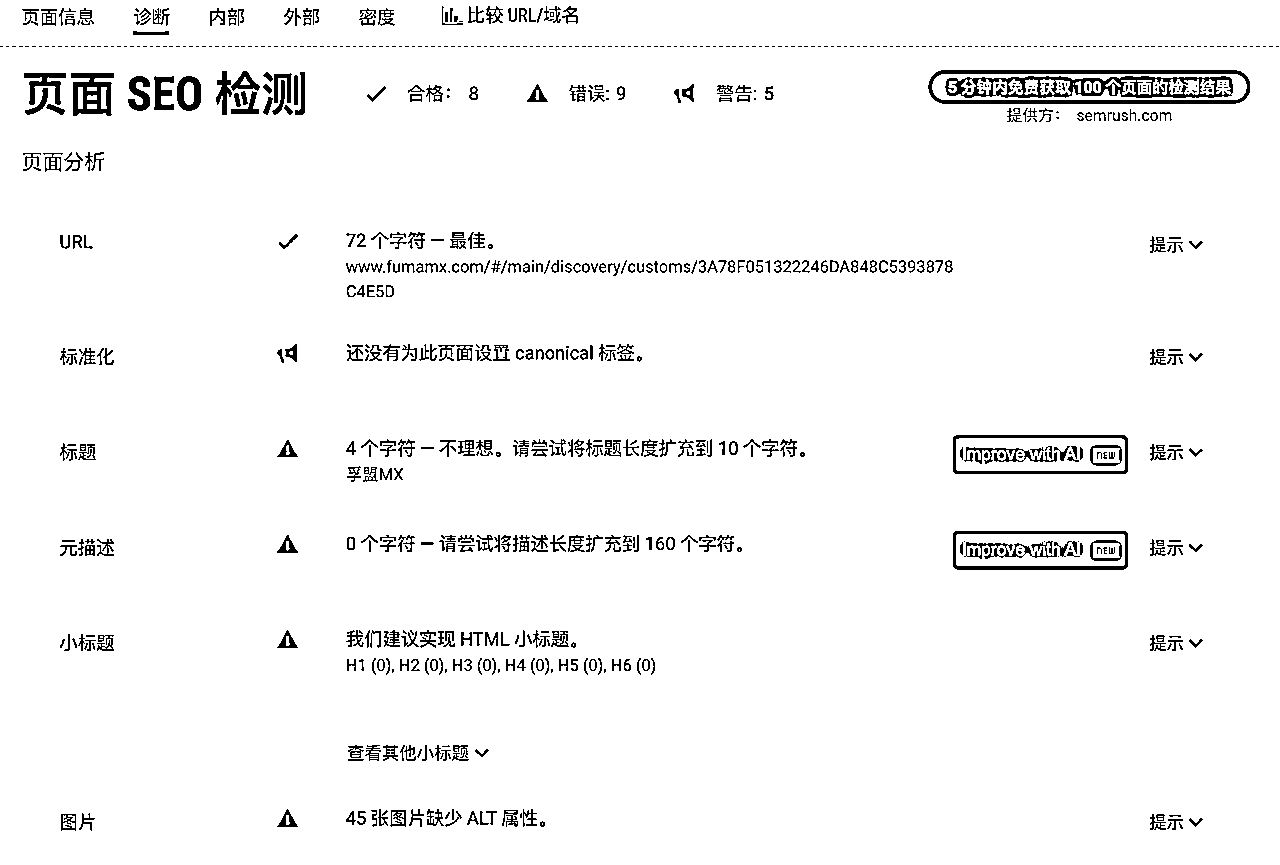 页面信息 诊断 内部 外部 密度 比较 URL/域名
页面 SEO 检测 合格: 8 错误: 9 警告: 5 5 分钟内免费获取 100 个页面的检测结果
提供方: semrush.com
页面分析
URL 72 个字符 – 最佳。 提示
www.fumamx.com/#/main/discovery/customs/3A78F051322246DA848C5393878
C4E5D
标准化 还没有为此页面设置 canonical 标签。 提示
标题 4 个字符 – 不理想。请尝试将标题长度扩充到 10 个字符。 Improve with AI new 提示
孚盟MX
元描述 0 个字符 – 请尝试将描述长度扩充到 160 个字符。 Improve with AI new 提示
小标题 我们建议实现 HTML 小标题。 提示
H1 (0), H2 (0), H3 (0), H4 (0), H5 (0), H6 (0)
查看其他小标题
图片 45 张图片缺少 ALT 属性。 提示